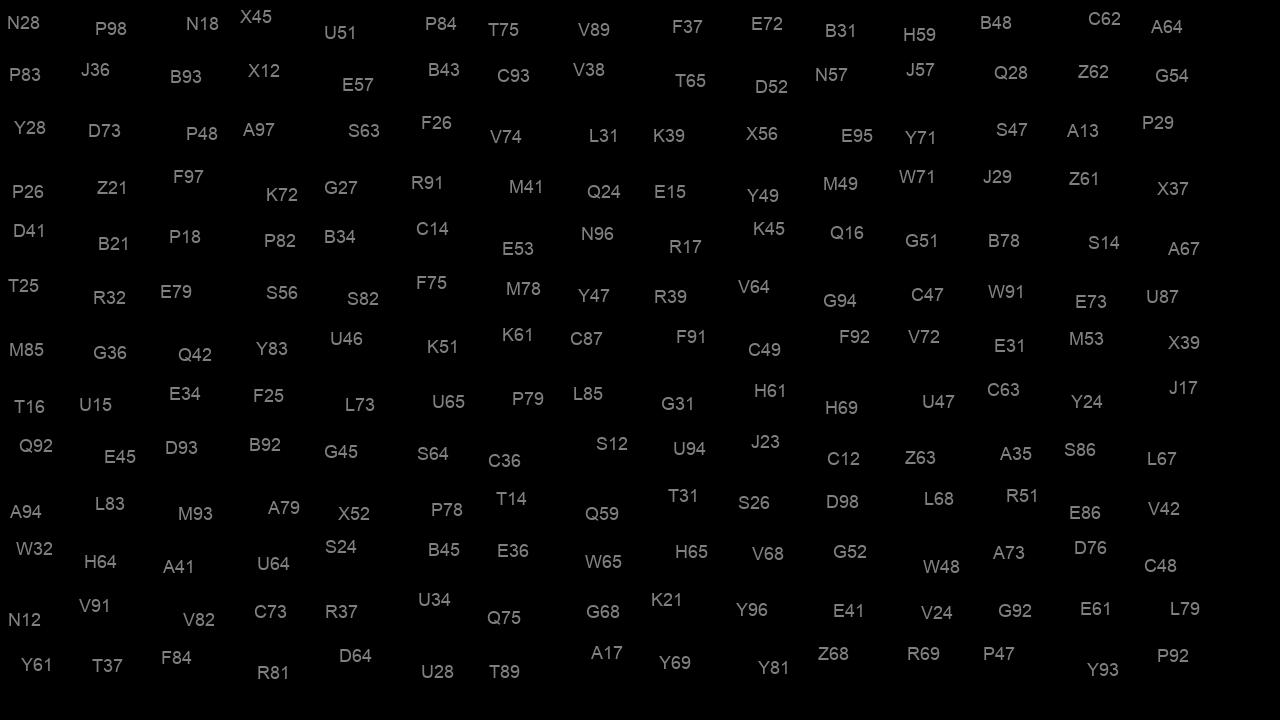 N28 P98 N18 X45 U51 P84 T75 V89 F37 E72 B31 H59 B48 C62 A64
P83 J36 B93 X12 E57 B43 C93 V38 T65 D52 N57 J57 Q28 Z62 G54
Y28 D73 P48 A97 S63 F26 V74 L31 K39 X56 E95 Y71 S47 A13 P29
P26 Z21 F97 K72 G27 R91 M41 Q24 E15 Y49 M49 W71 J29 Z61 X37
D41 B21 P18 P82 B34 C14 E53 N96 R17 K45 Q16 G51 B78 S14 A67
T25 R32 E79 S56 S82 F75 M78 Y47 R39 V64 G94 C47 W91 E73 U87
M85 G36 Q42 Y83 U46 K51 K61 C87 F91 C49 F92 V72 E31 M53 X39
T16 U15 E34 F25 L73 U65 P79 L85 G31 H61 H69 U47 C63 Y24 J17
Q92 E45 D93 B92 G45 S64 C36 S12 U94 J23 C12 Z63 A35 S86 L67
A94 L83 M93 A79 X52 P78 T14 Q59 T31 S26 D98 L68 R51 E86 V42
W32 H64 A41 U64 S24 B45 E36 W65 H65 V68 G52 W48 A73 D76 C48
N12 V91 V82 C73 R37 U34 Q75 G68 K21 Y96 E41 V24 G92 E61 L79
Y61 T37 F84 R81 D64 U28 T89 A17 Y69 Y81 Z68 R69 P47 Y93 P92